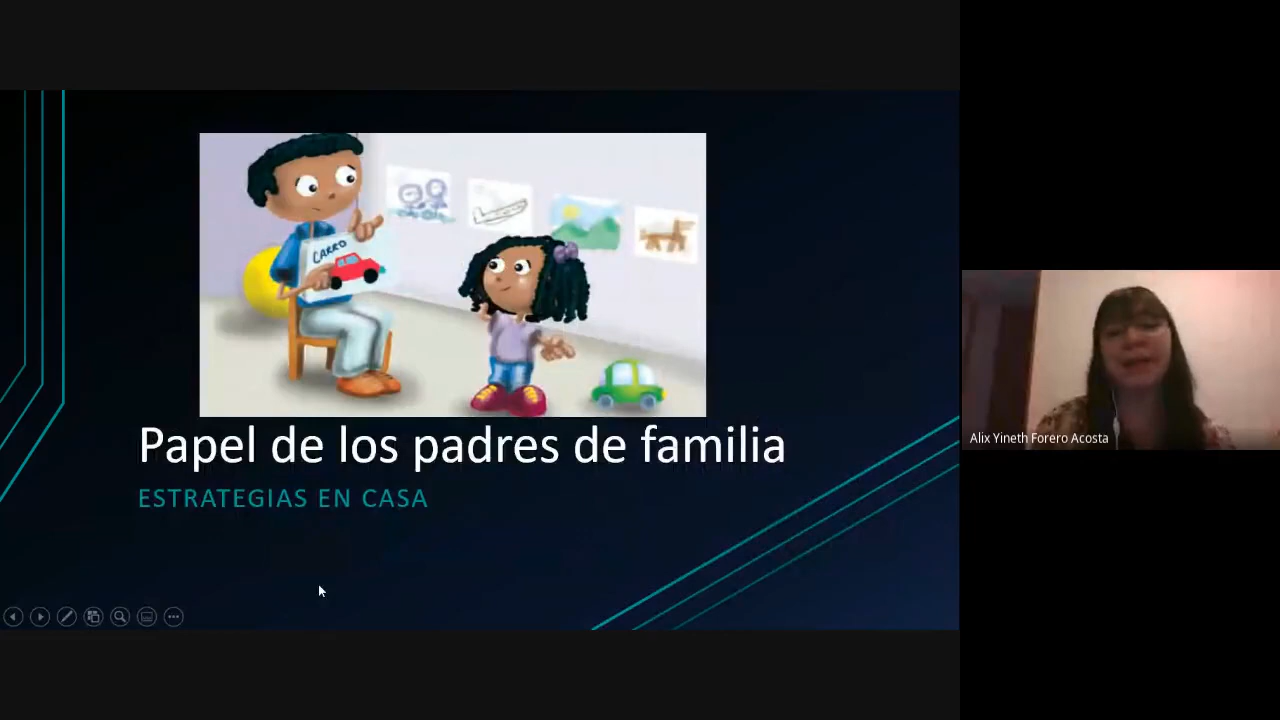 CARRO
Papel de los padres de familia
ESTRATEGIAS EN CASA
Alix Yineth Forero Acosta